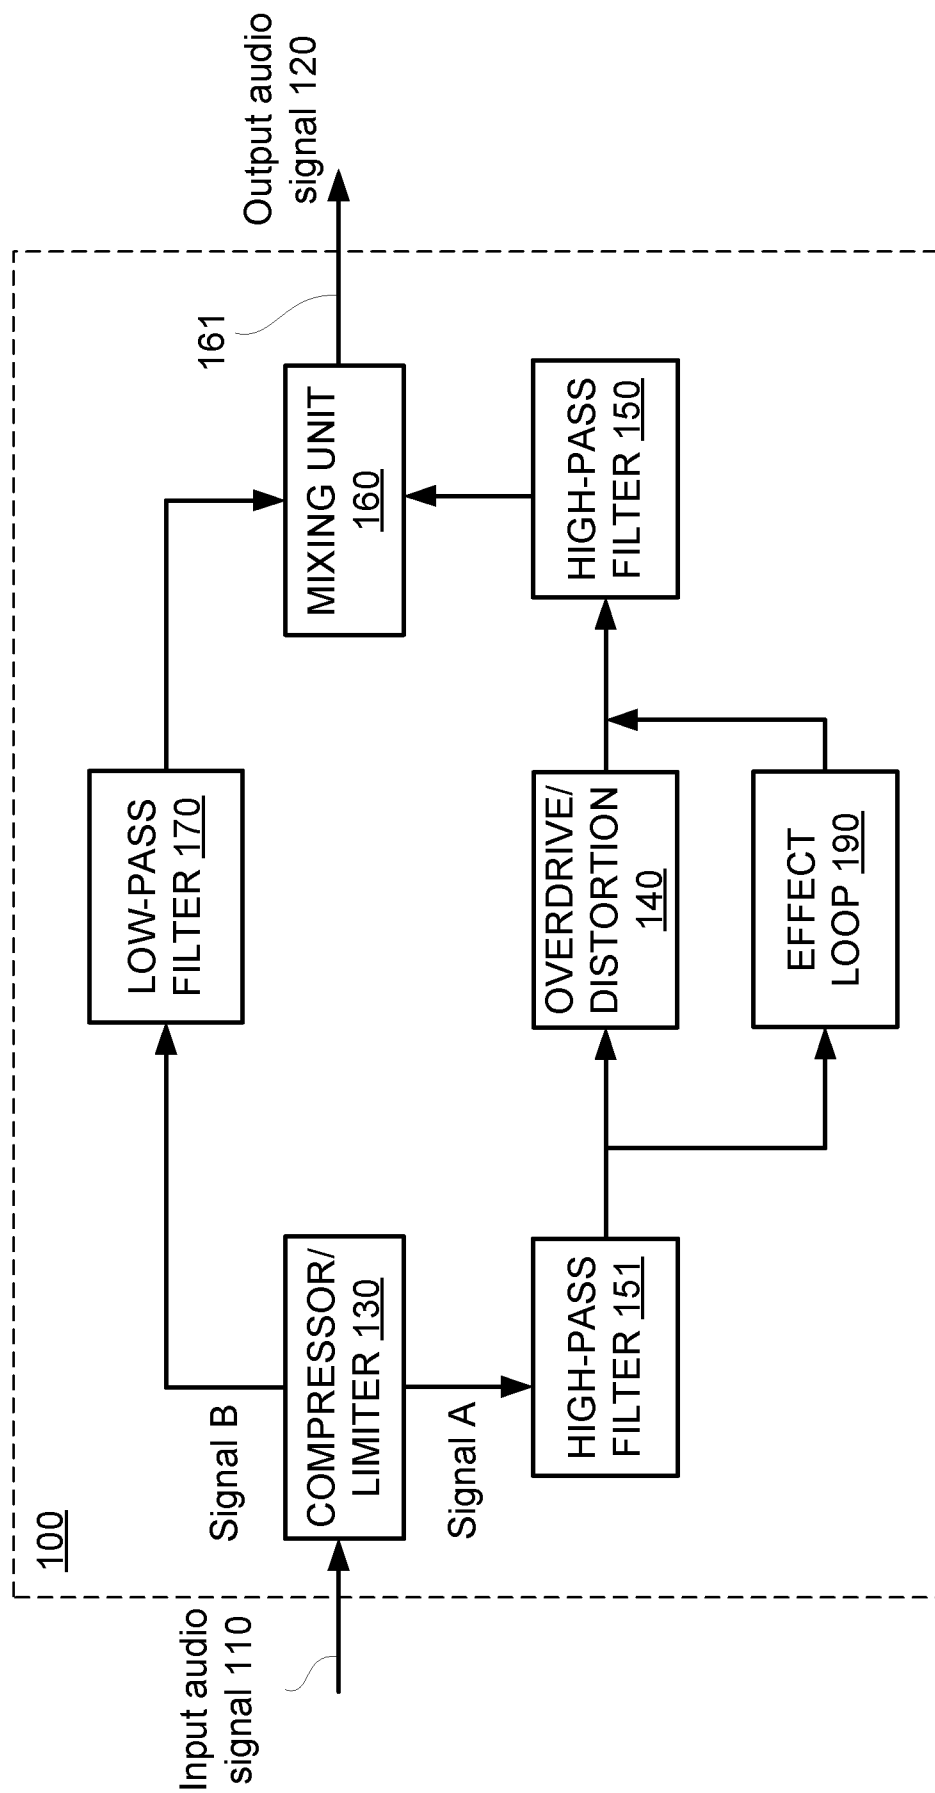 100
Input audio
signal 110
Signal B
COMPRESSOR/
LIMITER 130
Signal A
HIGH-PASS
FILTER 151
LOW-PASS
FILTER 170
OVERDRIVE/
DISTORTION
140
EFFECT
LOOP 190
MIXING UNIT
160
HIGH-PASS
FILTER 150
161
Output audio
signal 120